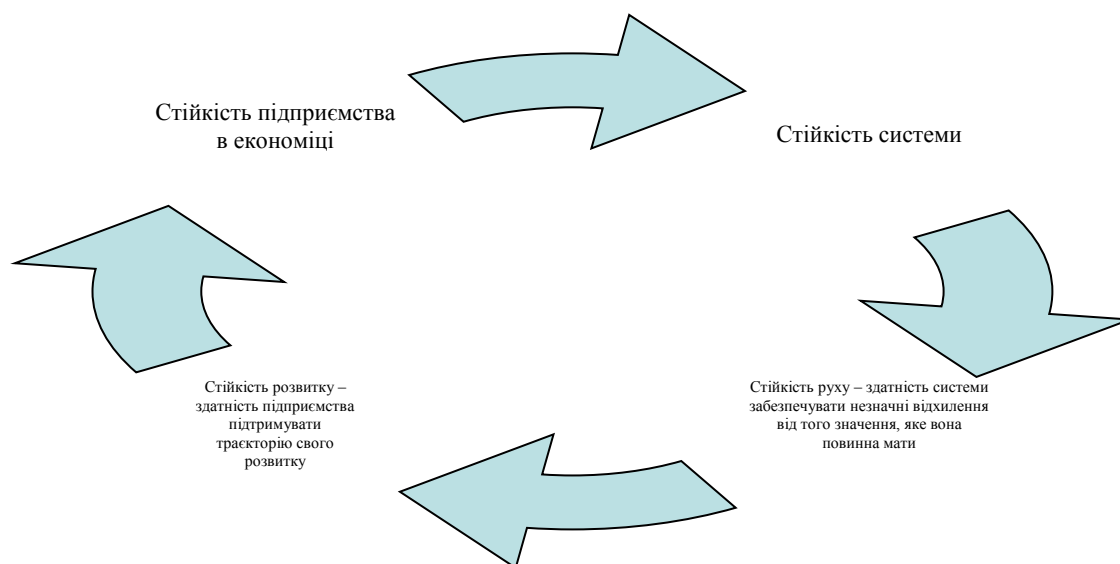 Стійкість підприємства
в економіці
Стійкість системи
Стійкість руху – здатність системи
забезпечувати незначні відхилення
від того значення, яке вона
повинна мати
Стійкість розвитку –
здатність підприємства
підтримувати
траєкторію свого
розвитку